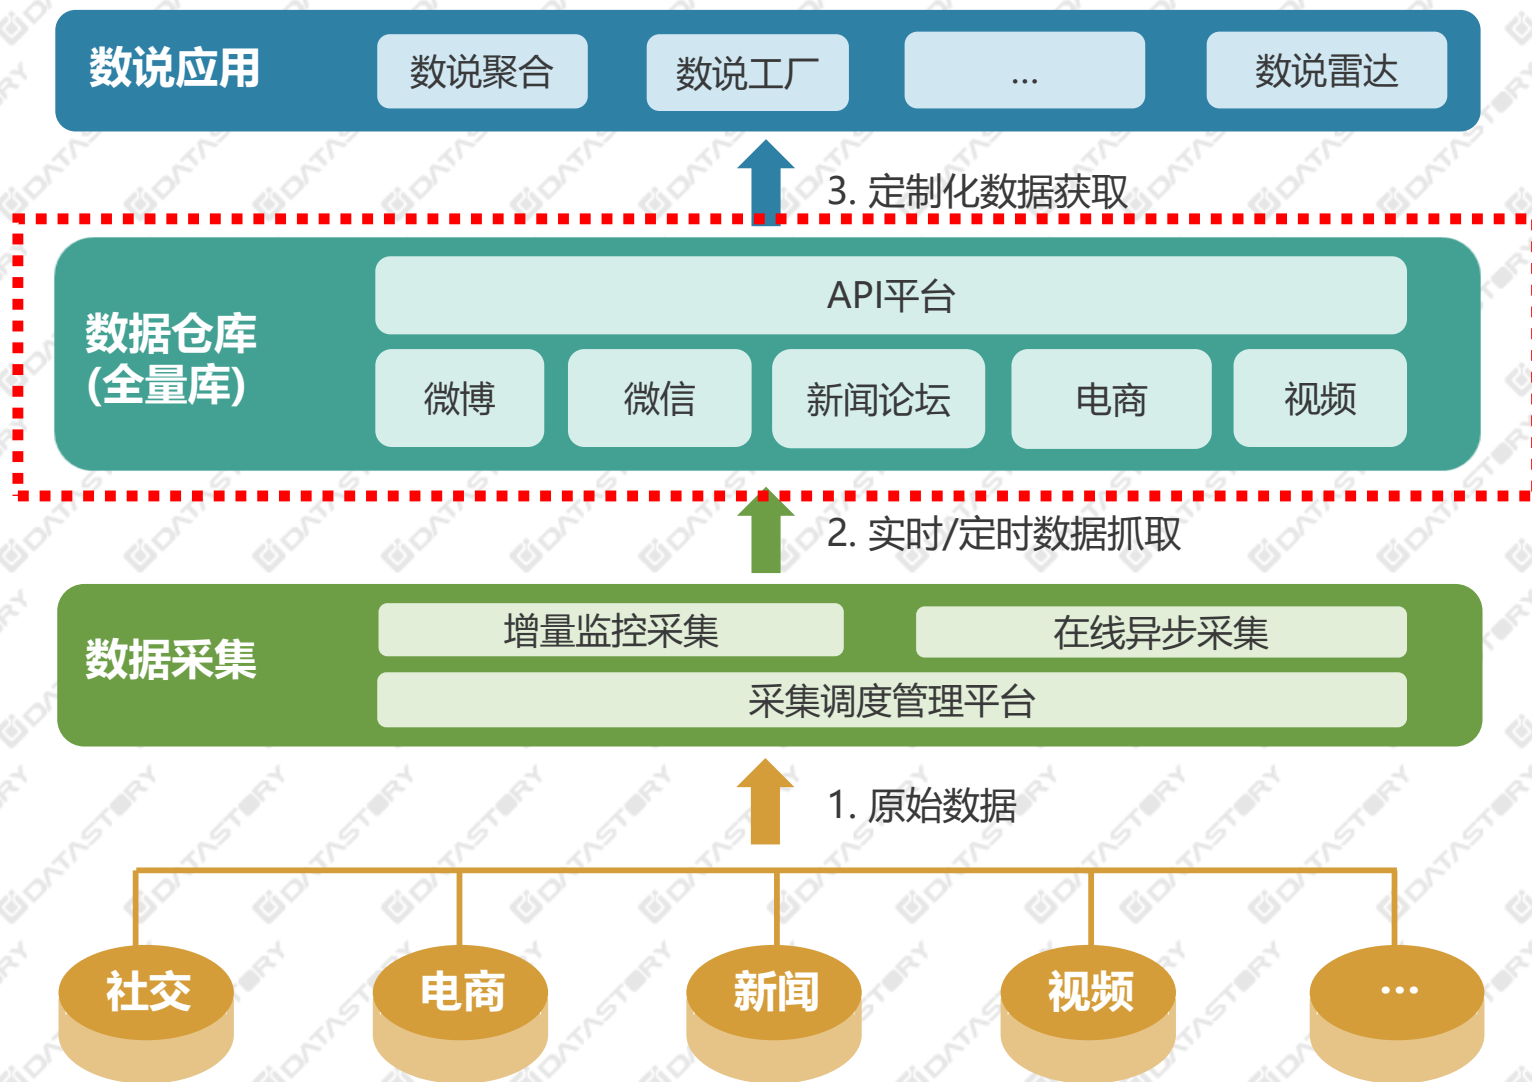 数说应用
数说聚合
数说工厂
...
数说雷达
3. 定制化数据获取
数据仓库
(全量库)
API平台
微博
微信
新闻论坛
电商
视频
2. 实时/定时数据抓取
数据采集
增量监控采集
在线异步采集
采集调度管理平台
1. 原始数据
社交
电商
新闻
视频
...
DATASTORY